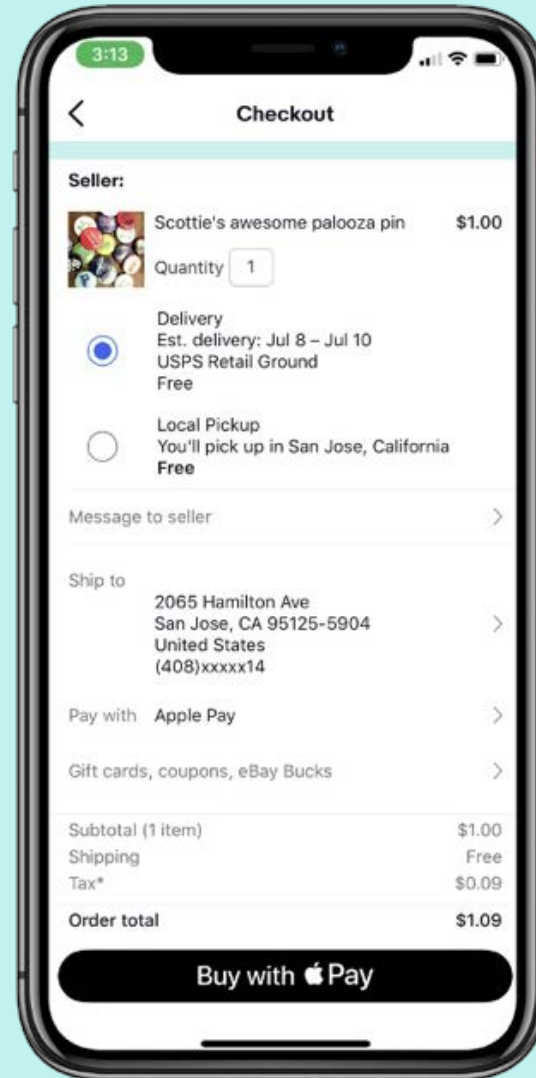 3:13
Checkout
Seller:
Scottie's awesome palooza pin $1.00
Quantity 1
Delivery
Est. delivery: Jul 8 – Jul 10
USPS Retail Ground
Free
Local Pickup
You'll pick up in San Jose, California
Free
Message to seller
Ship to
2065 Hamilton Ave
San Jose, CA 95125-5904
United States
(408)xxxxx14
Pay with Apple Pay
Gift cards, coupons, eBay Bucks
Subtotal (1 item) $1.00
Shipping Free
Tax* $0.09
Order total $1.09
Buy with Pay